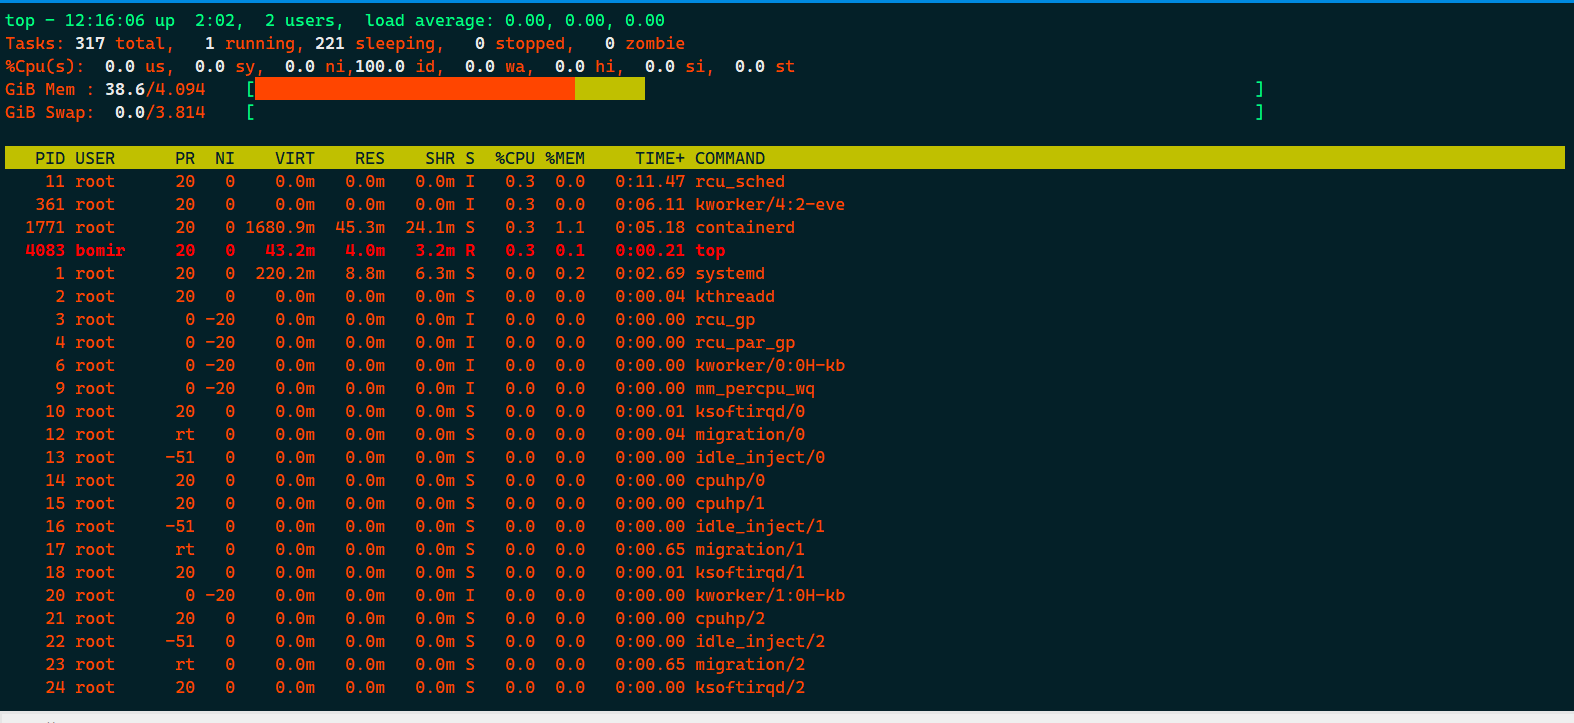 top - 12:16:06 up  2:02,  2 users,  load average: 0.00, 0.00, 0.00
Tasks: 317 total,   1 running, 221 sleeping,   0 stopped,   0 zombie
%Cpu(s):  0.0 us,  0.0 sy,  0.0 ni,100.0 id,  0.0 wa,  0.0 hi,  0.0 si,  0.0 st
GiB Mem : 38.6/4.094    [                                                                                                    ]
GiB Swap:  0.0/3.814    [                                                                                                    ]
   PID USER      PR  NI    VIRT    RES    SHR S  %CPU %MEM     TIME+ COMMAND
    11 root      20   0    0.0m   0.0m   0.0m I   0.3  0.0   0:11.47 rcu_sched
   361 root      20   0    0.0m   0.0m   0.0m I   0.3  0.0   0:06.11 kworker/4:2-eve
  1771 root      20   0 1680.9m  45.3m  24.1m S   0.3  1.1   0:05.18 containerd
  4083 bomir     20   0   43.2m   4.0m   3.2m R   0.3  0.1   0:00.21 top
     1 root      20   0  220.2m   8.8m   6.3m S   0.0  0.2   0:02.69 systemd
     2 root      20   0    0.0m   0.0m   0.0m S   0.0  0.0   0:00.04 kthreadd
     3 root       0 -20    0.0m   0.0m   0.0m I   0.0  0.0   0:00.00 rcu_gp
     4 root       0 -20    0.0m   0.0m   0.0m I   0.0  0.0   0:00.00 rcu_par_gp
     6 root       0 -20    0.0m   0.0m   0.0m I   0.0  0.0   0:00.00 kworker/0:0H-kb
     9 root       0 -20    0.0m   0.0m   0.0m I   0.0  0.0   0:00.00 mm_percpu_wq
    10 root      20   0    0.0m   0.0m   0.0m S   0.0  0.0   0:00.01 ksoftirqd/0
    12 root      rt   0    0.0m   0.0m   0.0m S   0.0  0.0   0:00.04 migration/0
    13 root     -51   0    0.0m   0.0m   0.0m S   0.0  0.0   0:00.00 idle_inject/0
    14 root      20   0    0.0m   0.0m   0.0m S   0.0  0.0   0:00.00 cpuhp/0
    15 root      20   0    0.0m   0.0m   0.0m S   0.0  0.0   0:00.00 cpuhp/1
    16 root     -51   0    0.0m   0.0m   0.0m S   0.0  0.0   0:00.00 idle_inject/1
    17 root      rt   0    0.0m   0.0m   0.0m S   0.0  0.0   0:00.65 migration/1
    18 root      20   0    0.0m   0.0m   0.0m S   0.0  0.0   0:00.01 ksoftirqd/1
    20 root       0 -20    0.0m   0.0m   0.0m I   0.0  0.0   0:00.00 kworker/1:0H-kb
    21 root      20   0    0.0m   0.0m   0.0m S   0.0  0.0   0:00.00 cpuhp/2
    22 root     -51   0    0.0m   0.0m   0.0m S   0.0  0.0   0:00.00 idle_inject/2
    23 root      rt   0    0.0m   0.0m   0.0m S   0.0  0.0   0:00.65 migration/2
    24 root      20   0    0.0m   0.0m   0.0m S   0.0  0.0   0:00.00 ksoftirqd/2